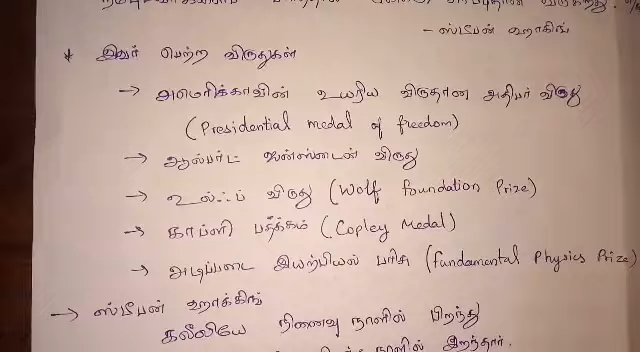 - ஸ்டீபன் ஹாகிங்
* இவர் பெற்ற விருதுகள்
→ அமெரிக்காவின் உயரிய விருதான அதிபர் விருது
(Presidential medal of freedom)
→ ஆல்பர்ட் ஐன்ஸ்டைன் விருது
→ உல்ஃப் விருது (Wolf foundation Prize)
→ காப்ளி பதக்கம் (Copley Medal)
→ அடிப்படை இயற்பியல் பரிசு (fundamental Physics Prize)
→ ஸ்டீபன் ஹாக்கிங்
கலீலியே நினைவு நாளில் பிறந்து
நாளில் இறந்தார்.